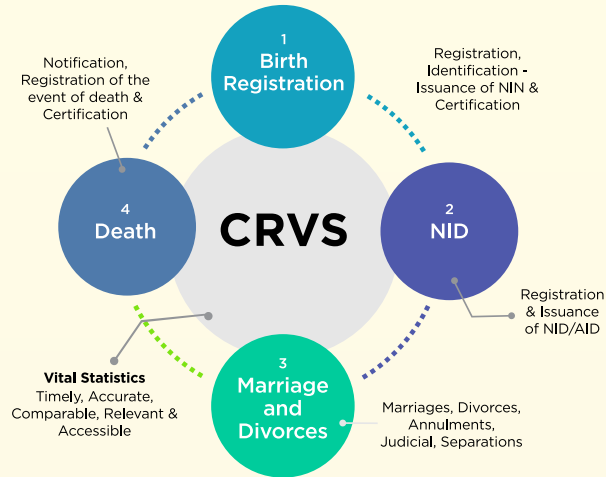 1
Birth
Registration
Registration,
Identification -
Issuance of NIN &
Certification
2
NID
Registration
& Issuance
of NID/AID
3
Marriage
and
Divorces
Marriages, Divorces,
Annulments,
Judicial, Separations
4
Death
Notification,
Registration of the
event of death &
Certification
CRVS
Vital Statistics
Timely, Accurate,
Comparable, Relevant &
Accessible